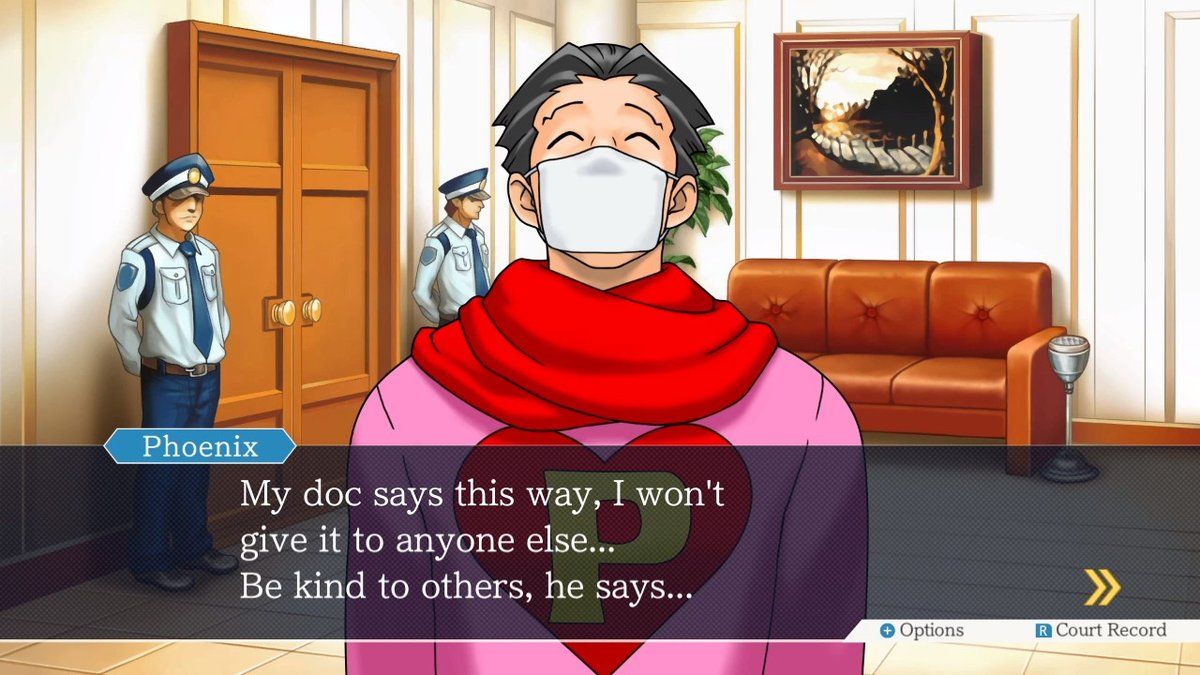 P
Phoenix
My doc says this way, I won't
give it to anyone else...
Be kind to others, he says...
+ Options
R Court Record